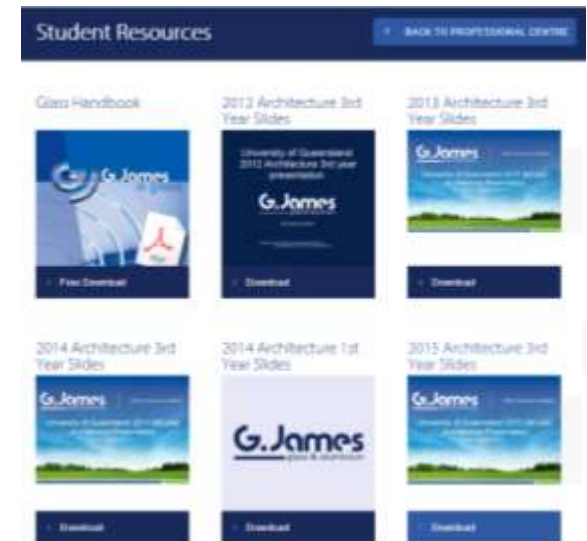 Student Resources
BACK TO PROFESSIONAL CENTRE
Glass Handbook
2012 Architecture 3rd
Year Slides
2013 Architecture 3rd
Year Slides
G.James
University of Queensland
2012 Architecture 3rd year
presentation
G.James
G.James
Free Download
Download
Download
2014 Architecture 3rd
Year Slides
2014 Architecture 1st
Year Slides
2015 Architecture 3rd
Year Slides
G.James
G.James
glass & aluminium
G.James
Download
Download
Download